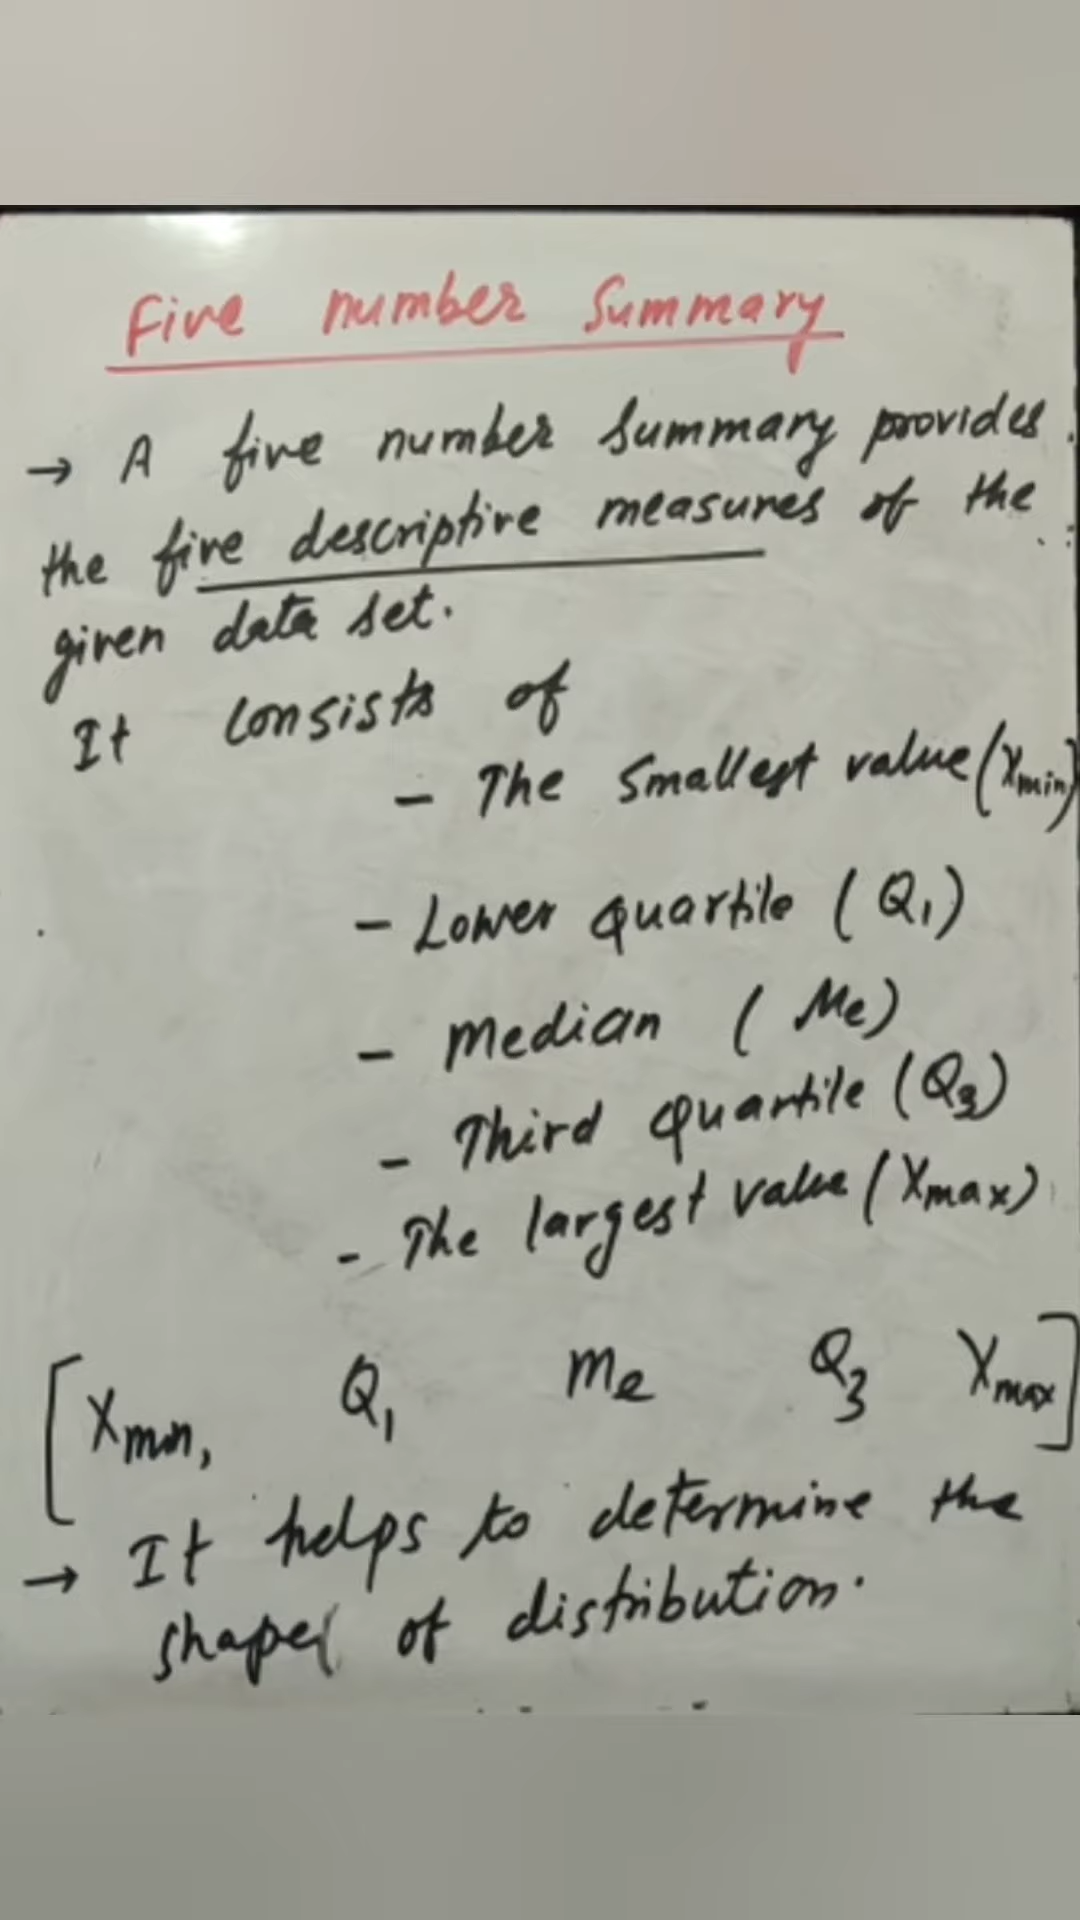 Five number Summary
→ A five number Summary provides
the five descriptive measures of the
given data set.
It Consists of
- The Smallest value (Xmin)
- Lower Quartile (Q1)
- Median (Me)
- Third Quartile (Q3)
- The largest value (Xmax)
[Xmin, Q1 Me Q3 Xmax]
→ It helps to determine the
shape of distribution.